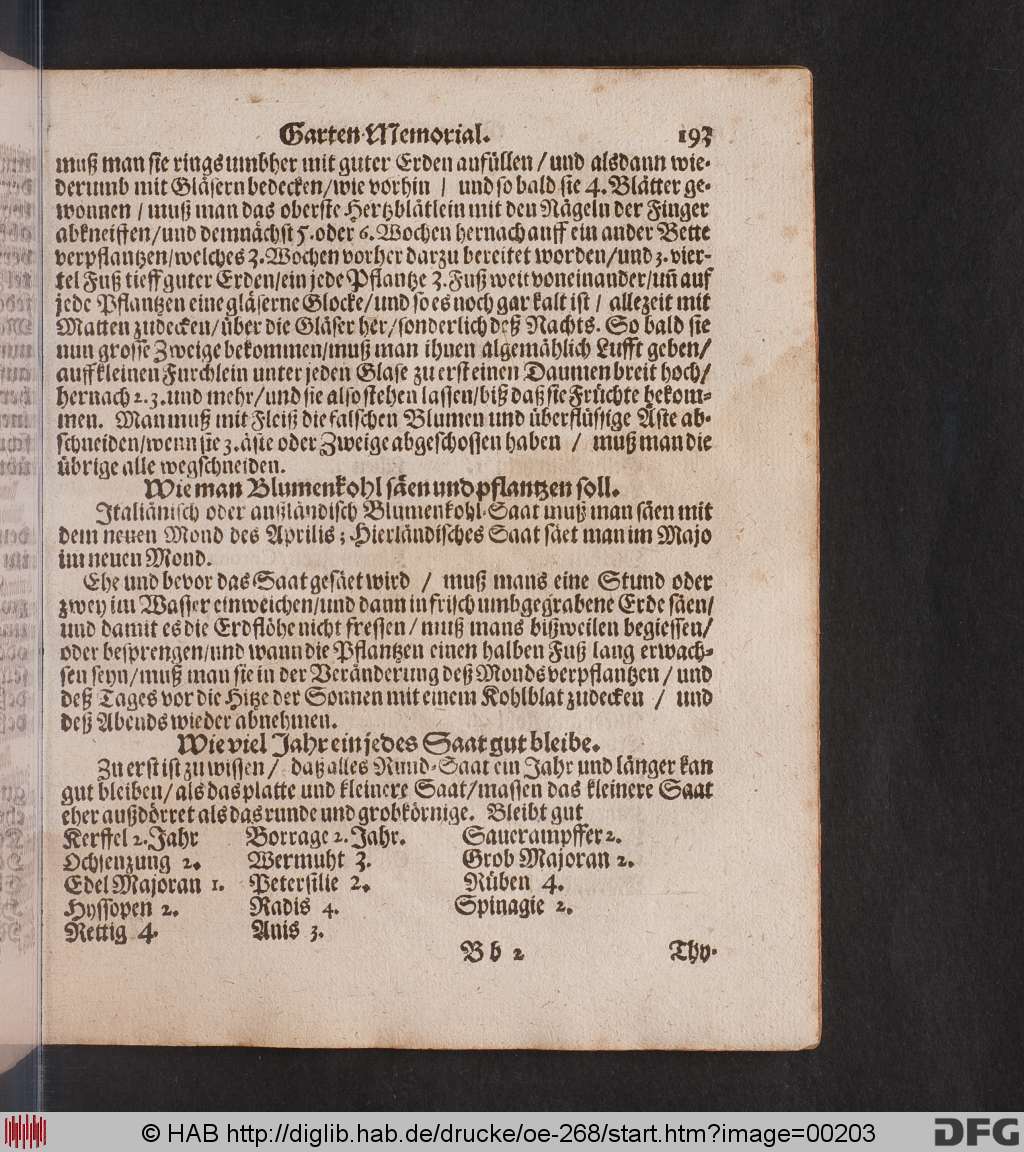 Garten-Memorial. 193
muß man sie rings umbher mit guter Erden anfüllen / und alsdann wie-
derumb mit Gläsern bedecken/wie vorhin / und so bald sie 4. Blätter ge-
wonnen / muß man das oberste Hertzblätlein mit den Nägeln der Finger
abkneiffen/und demnächst 5. oder 6. Wochen hernach auff ein ander Bette
verpflantzen/welches 3. Wochen vorher darzu bereitet worden/und 3. vier-
tel Fuß tieff guter Erden/ein jede Pflantze 3. Fuß weit voneinander/uñ auf
jede Pflantzen eine gläserne Glocke/und so es noch gar kalt ist / allezeit mit
Matten zudecken/über die Gläser her/sonderlich deß Nachts. So bald sie
nun grosse Zweige bekommen/muß man ihnen algemählich Lufft geben/
auff kleinen Furchlein unter jeden Glase zu erst einen Daumen breit hoch/
hernach 2. 3. und mehr/und sie also stehen lassen/biß daß sie Früchte bekom-
men. Man muß mit Fleiß die falschen Blumen und überflüssige Äste ab-
schneiden/wenn sie 3. äste oder Zweige abgeschossen haben / muß man die
übrige alle wegschneiden.
Wie man Blumenkohl säen und pflantzen soll.
Italiänisch oder außländisch Blumenkohl-Saat muß man säen mit
dem neuen Mond des Aprilis; Hierländisches Saat säet man im Majo
im neuen Mond.
Ehe und bevor das Saat gesäet wird / muß mans eine Stund oder
zwey im Wasser einweichen/und dann in frisch umbgegrabene Erde säen/
und damit es die Erdflöhe nicht fressen / muß mans bißweilen begiessen/
oder besprengen/und wann die Pflantzen einen halben Fuß lang erwach-
sen seyn/muß man sie in der Veränderung deß Monds verpflantzen / und
deß Tages vor die Hitze der Sonnen mit einem Kohlblat zudecken / und
deß Abends wieder abnehmen.
Wie viel Jahr ein jedes Saat gut bleibe.
Zu erst ist zu wissen / daß alles Rund-Saat ein Jahr und länger kan
gut bleiben/als das platte und kleinere Saat/massen das kleinere Saat
eher außdörret als das runde und grobkörnige. Bleibt gut
Kerffel 2. Jahr Borrage 2. Jahr. Sauerampffer 2.
Ochsenzung 2. Wermuht 3. Grob Majoran 2.
Edel Majoran 1. Petersilie 2. Rüben 4.
Hyssopen 2. Radis 4. Spinagie 2.
Rettig 4. Anis 3.
B b 2 Thy-
© HAB http://diglib.hab.de/drucke/oe-268/start.htm?image=00203 DFG